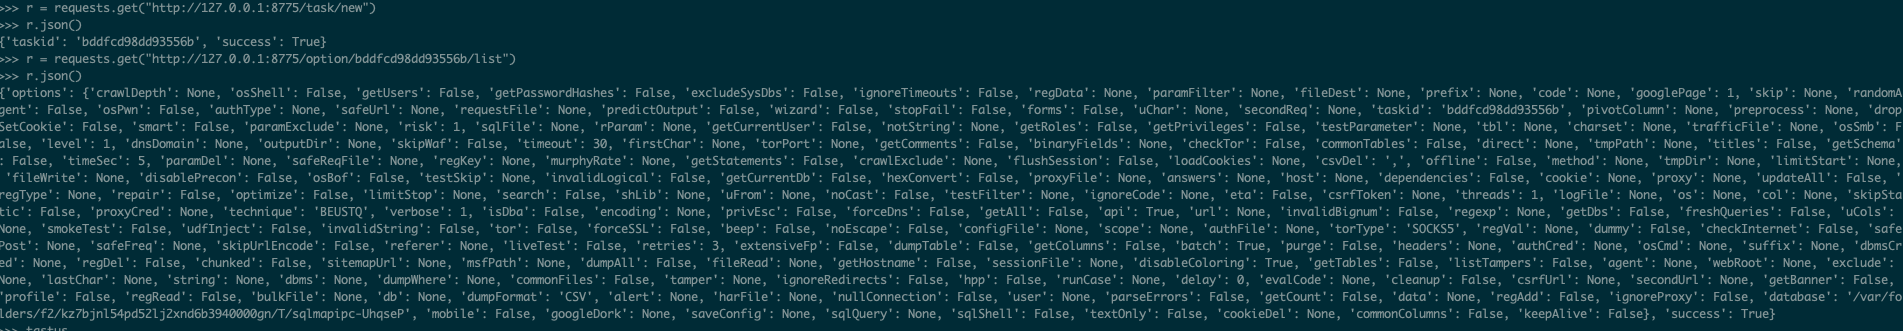 >>> r = requests.get("http://127.0.0.1:8775/task/new")
>>> r.json()
{'taskid': 'bddfcd98dd93556b', 'success': True}
>>> r = requests.get("http://127.0.0.1:8775/option/bddfcd98dd93556b/list")
>>> r.json()
{'options': {'crawlDepth': None, 'osShell': False, 'getUsers': False, 'getPasswordHashes': False, 'excludeSysDbs': False, 'ignoreTimeouts': False, 'regData': None, 'paramFilter': None, 'fileDest': None, 'prefix': None, 'code': None, 'googlePage': 1, 'skip': None, 'randomA
gent': False, 'osPwn': False, 'authType': None, 'safeUrl': None, 'requestFile': None, 'predictOutput': False, 'wizard': False, 'stopFail': False, 'forms': False, 'uChar': None, 'secondReq': None, 'taskid': 'bddfcd98dd93556b', 'pivotColumn': None, 'preprocess': None, 'drop
SetCookie': False, 'smart': False, 'paramExclude': None, 'risk': 1, 'sqlFile': None, 'rParam': None, 'getCurrentUser': False, 'notString': None, 'getRoles': False, 'getPrivileges': False, 'testParameter': None, 'tbl': None, 'charset': None, 'trafficFile': None, 'osSmb': F
alse, 'level': 1, 'dnsDomain': None, 'outputDir': None, 'skipWaf': False, 'timeout': 30, 'firstChar': None, 'torPort': None, 'getComments': False, 'binaryFields': None, 'checkTor': False, 'commonTables': False, 'direct': None, 'tmpPath': None, 'titles': False, 'getSchema'
: False, 'timeSec': 5, 'paramDel': None, 'safeReqFile': None, 'regKey': None, 'murphyRate': None, 'getStatements': False, 'crawlExclude': None, 'flushSession': False, 'loadCookies': None, 'csvDel': ',', 'offline': False, 'method': None, 'tmpDir': None, 'limitStart': None,
'fileWrite': None, 'disablePrecon': False, 'osBof': False, 'testSkip': None, 'invalidLogical': False, 'getCurrentDb': False, 'hexConvert': False, 'proxyFile': None, 'answers': None, 'host': None, 'dependencies': False, 'cookie': None, 'proxy': None, 'updateAll': False, '
regType': None, 'repair': False, 'optimize': False, 'limitStop': None, 'search': False, 'shLib': None, 'uFrom': None, 'noCast': False, 'testFilter': None, 'ignoreCode': None, 'eta': False, 'csrfToken': None, 'threads': 1, 'logFile': None, 'os': None, 'col': None, 'skipSta
tic': False, 'proxyCred': None, 'technique': 'BEUSTQ', 'verbose': 1, 'isDba': False, 'encoding': None, 'privEsc': False, 'forceDns': False, 'getAll': False, 'api': True, 'url': None, 'invalidBignum': False, 'regexp': None, 'getDbs': False, 'freshQueries': False, 'uCols':
None, 'smokeTest': False, 'udfInject': False, 'invalidString': False, 'tor': False, 'forceSSL': False, 'beep': False, 'noEscape': False, 'configFile': None, 'scope': None, 'authFile': None, 'torType': 'SOCKS5', 'regVal': None, 'dummy': False, 'checkInternet': False, 'safe
Post': None, 'safeFreq': None, 'skipUrlEncode': False, 'referer': None, 'liveTest': False, 'retries': 3, 'extensiveFp': False, 'dumpTable': False, 'getColumns': False, 'batch': True, 'purge': False, 'headers': None, 'authCred': None, 'osCmd': None, 'suffix': None, 'dbmsCr
ed': None, 'regDel': False, 'chunked': False, 'sitemapUrl': None, 'msfPath': None, 'dumpAll': False, 'fileRead': None, 'getHostname': False, 'sessionFile': None, 'disableColoring': True, 'getTables': False, 'listTampers': False, 'agent': None, 'webRoot': None, 'exclude':
None, 'lastChar': None, 'string': None, 'dbms': None, 'dumpWhere': None, 'commonFiles': False, 'tamper': None, 'ignoreRedirects': False, 'hpp': False, 'runCase': None, 'delay': 0, 'evalCode': None, 'cleanup': False, 'csrfUrl': None, 'secondUrl': None, 'getBanner': False,
'profile': False, 'regRead': False, 'bulkFile': None, 'db': None, 'dumpFormat': 'CSV', 'alert': None, 'harFile': None, 'nullConnection': False, 'user': None, 'parseErrors': False, 'getCount': False, 'data': None, 'regAdd': False, 'ignoreProxy': False, 'database': '/var/fo
lders/f2/kz7bjnl54pd52lj2xnd6b3940000gn/T/sqlmapipc-UhqseP', 'mobile': False, 'googleDork': None, 'saveConfig': None, 'sqlQuery': None, 'sqlShell': False, 'textOnly': False, 'cookieDel': None, 'commonColumns': False, 'keepAlive': False}, 'success': True}